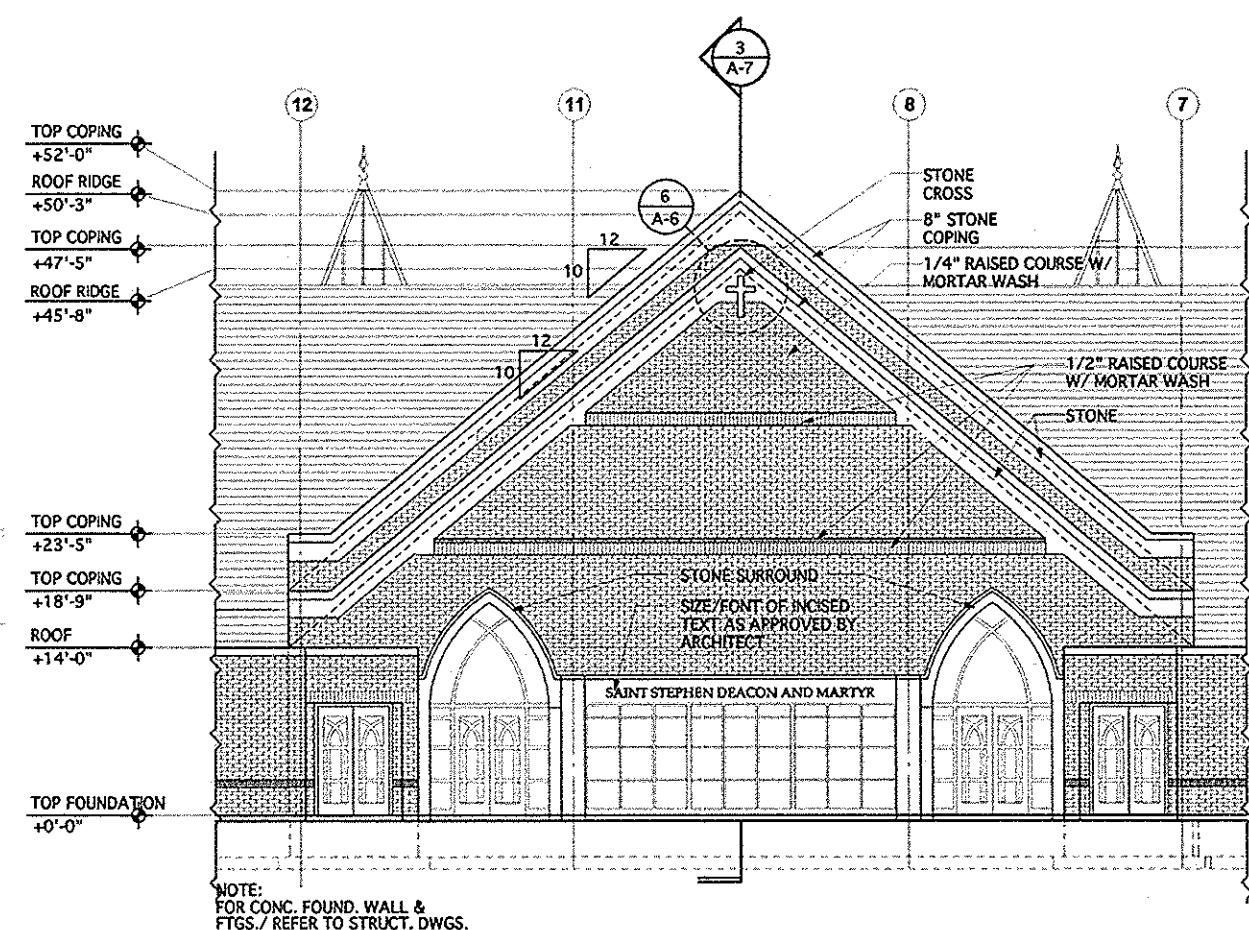 3
A-7
12
11
8
7
TOP COPING
+52'-0"
ROOF RIDGE
+50'-3"
TOP COPING
+47'-5"
ROOF RIDGE
+45'-8"
6
A-6
STONE
CROSS
8" STONE
COPING
1/4" RAISED COURSE W/
MORTAR WASH
12
10
12
10
1/2" RAISED COURSE
W/ MORTAR WASH
STONE
TOP COPING
+23'-5"
TOP COPING
+18'-9"
ROOF
+14'-0"
STONE SURROUND
SIZE/FONT OF INCISED
TEXT AS APPROVED BY
ARCHITECT
SAINT STEPHEN DEACON AND MARTYR
TOP FOUNDATION
+0'-0"
NOTE:
FOR CONC. FOUND. WALL &
FTGS./ REFER TO STRUCT. DWGS.